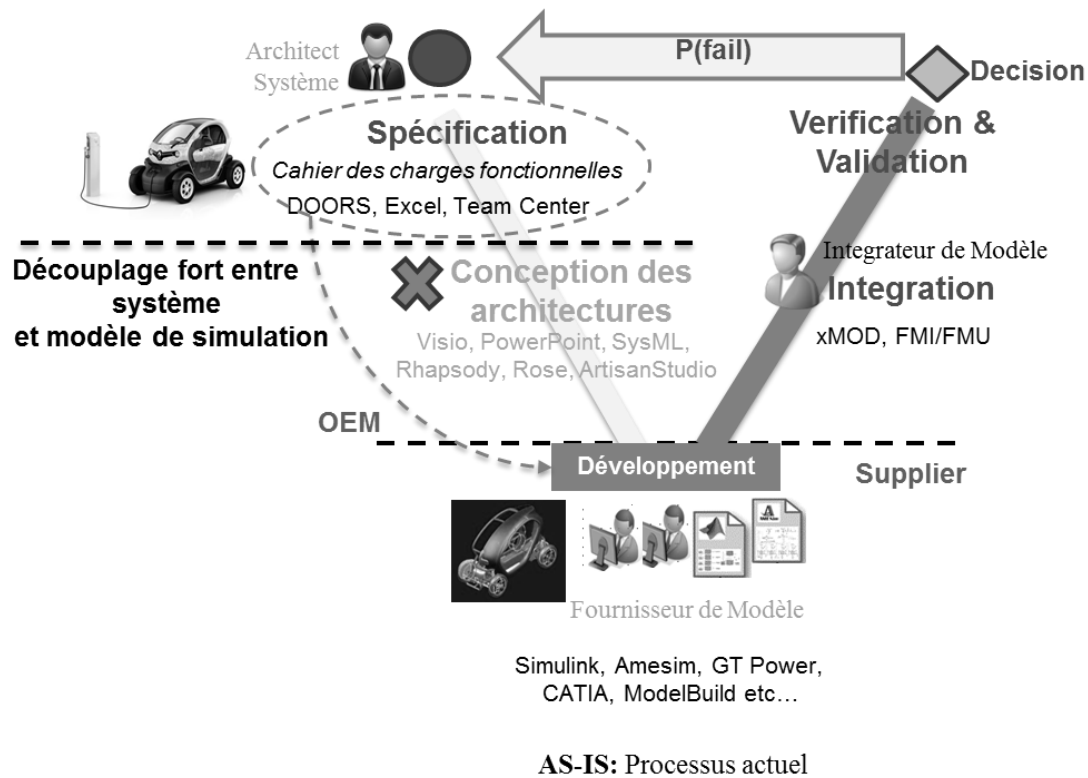 Architect
Système
P(fail)
Decision
Spécification
Cahier des charges fonctionnelles
DOORS, Excel, Team Center
Verification &
Validation
Découplage fort entre
système
et modèle de simulation
Conception des
architectures
Visio, PowerPoint, SysML,
Rhapsody, Rose, ArtisanStudio
Integrateur de Modèle
Integration
xMOD, FMI/FMU
OEM
Développement
Supplier
Fournisseur de Modèle
Simulink, Amesim, GT Power,
CATIA, ModelBuild etc…
AS-IS: Processus actuel